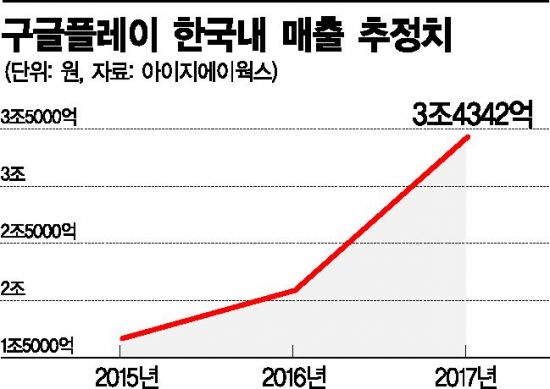 구글플레이 한국내 매출 추정치
(단위: 원, 자료: 아이지에이웍스)
3조4342억
3조5000억
3조
2조5000억
2조
1조5000억
2015년 2016년 2017년